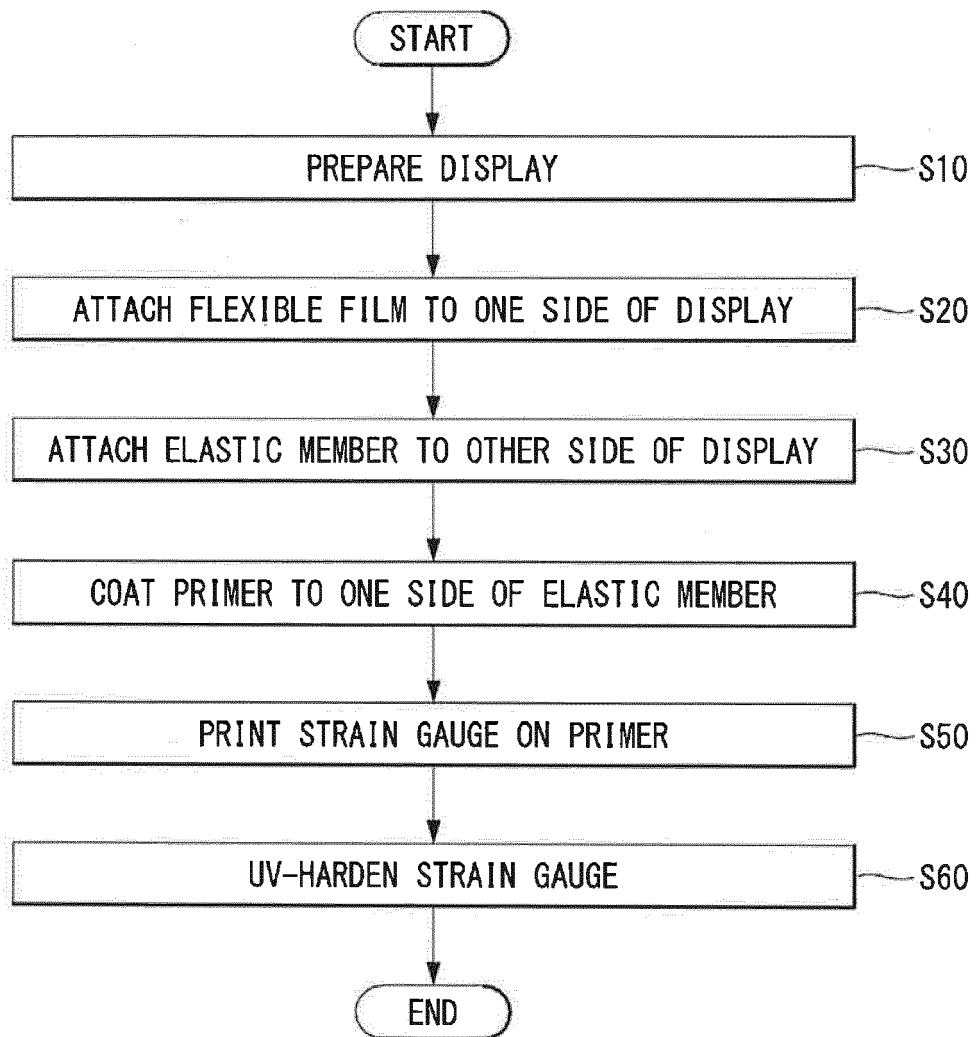 START
PREPARE DISPLAY S10
ATTACH FLEXIBLE FILM TO ONE SIDE OF DISPLAY S20
ATTACH ELASTIC MEMBER TO OTHER SIDE OF DISPLAY S30
COAT PRIMER TO ONE SIDE OF ELASTIC MEMBER S40
PRINT STRAIN GAUGE ON PRIMER S50
UV-HARDEN STRAIN GAUGE S60
END